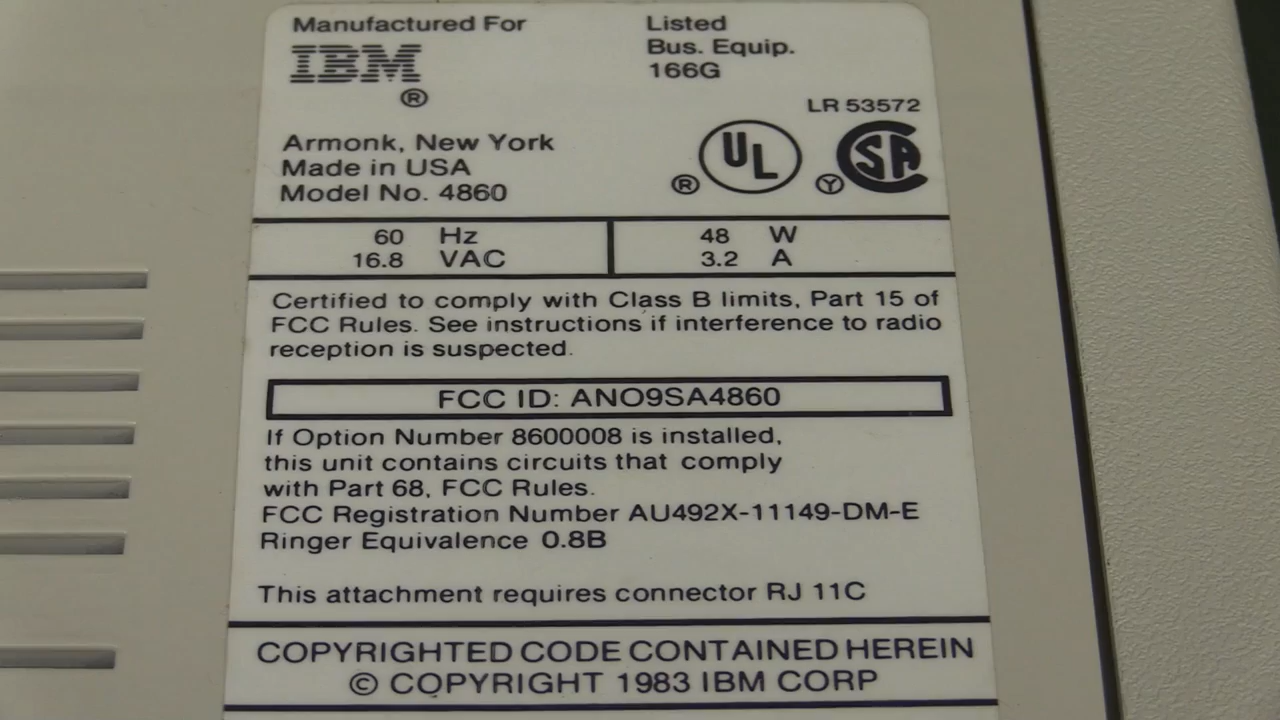 Manufactured For
IBM
®
Listed
Bus. Equip.
166G
LR 53572
Armonk, New York
Made in USA
Model No. 4860
® UL Y SA
60 Hz 48 W
16.8 VAC 3.2 A
Certified to comply with Class B limits, Part 15 of
FCC Rules. See instructions if interference to radio
reception is suspected.
FCC ID: ANO9SA4860
If Option Number 8600008 is installed,
this unit contains circuits that comply
with Part 68, FCC Rules.
FCC Registration Number AU492X-11149-DM-E
Ringer Equivalence 0.8B
This attachment requires connector RJ 11C
COPYRIGHTED CODE CONTAINED HEREIN
© COPYRIGHT 1983 IBM CORP